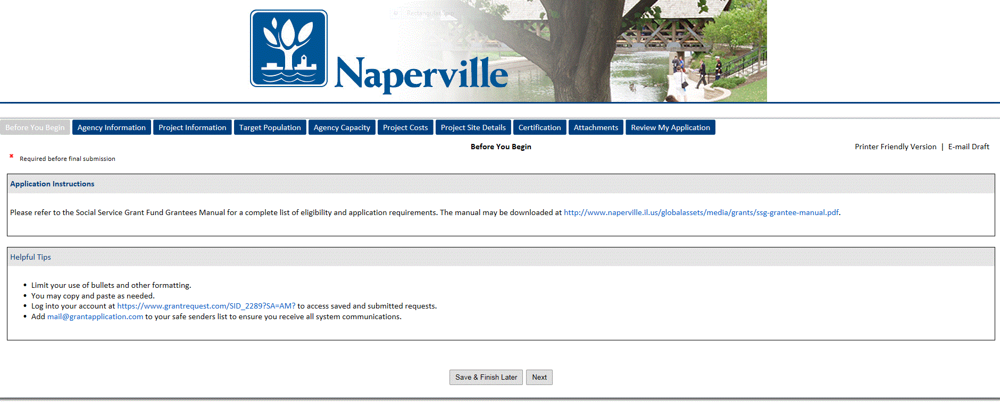 Naperville
Before You Begin
Agency Information
Project Information
Target Population
Agency Capacity
Project Costs
Project Site Details
Certification
Attachments
Review My Application
Before You Begin
Printer Friendly Version | E-mail Draft
* Required before final submission
Application Instructions
Please refer to the Social Service Grant Fund Grantees Manual for a complete list of eligibility and application requirements. The manual may be downloaded at http://www.naperville.il.us/globalassets/media/grants/ssg-grantee-manual.pdf.
Helpful Tips
• Limit your use of bullets and other formatting.
• You may copy and paste as needed.
• Log into your account at https://www.grantrequest.com/SID_2289?SA=AM? to access saved and submitted requests.
• Add mail@grantapplication.com to your safe senders list to ensure you receive all system communications.
Save & Finish Later
Next